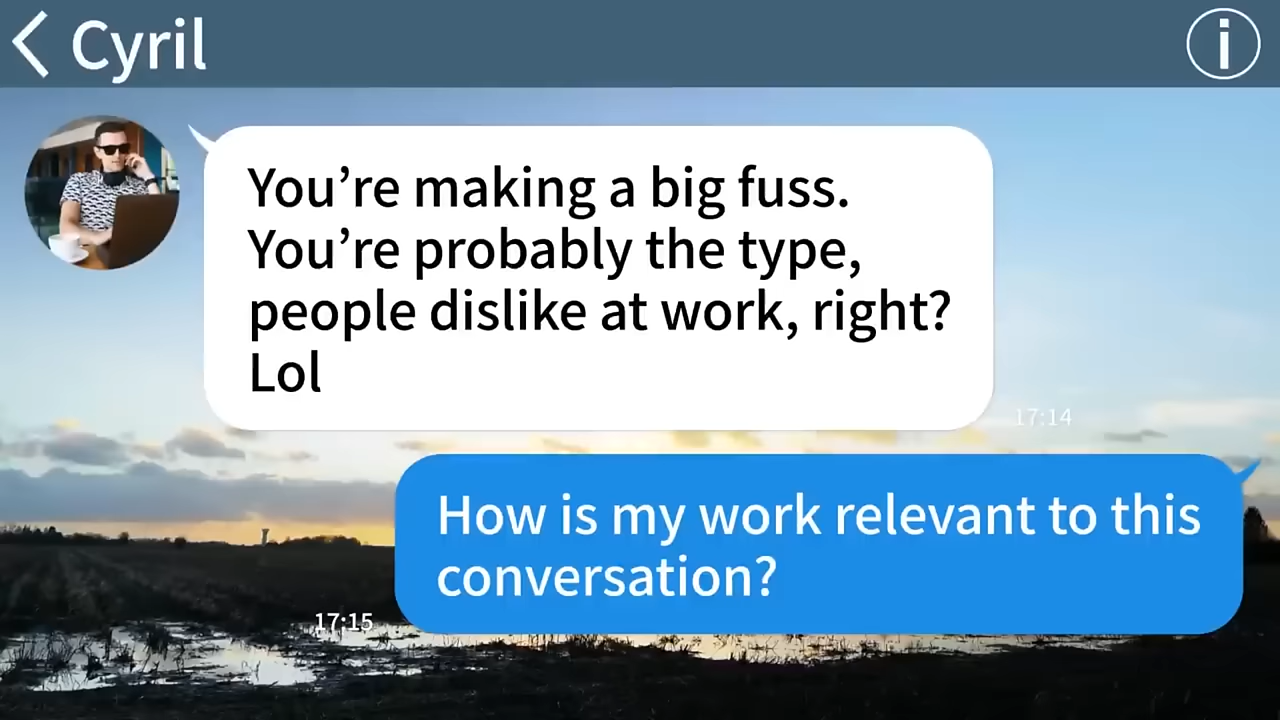 Cyril
You’re making a big fuss.
You’re probably the type,
people dislike at work, right?
Lol
17:14
How is my work relevant to this
conversation?
17:15